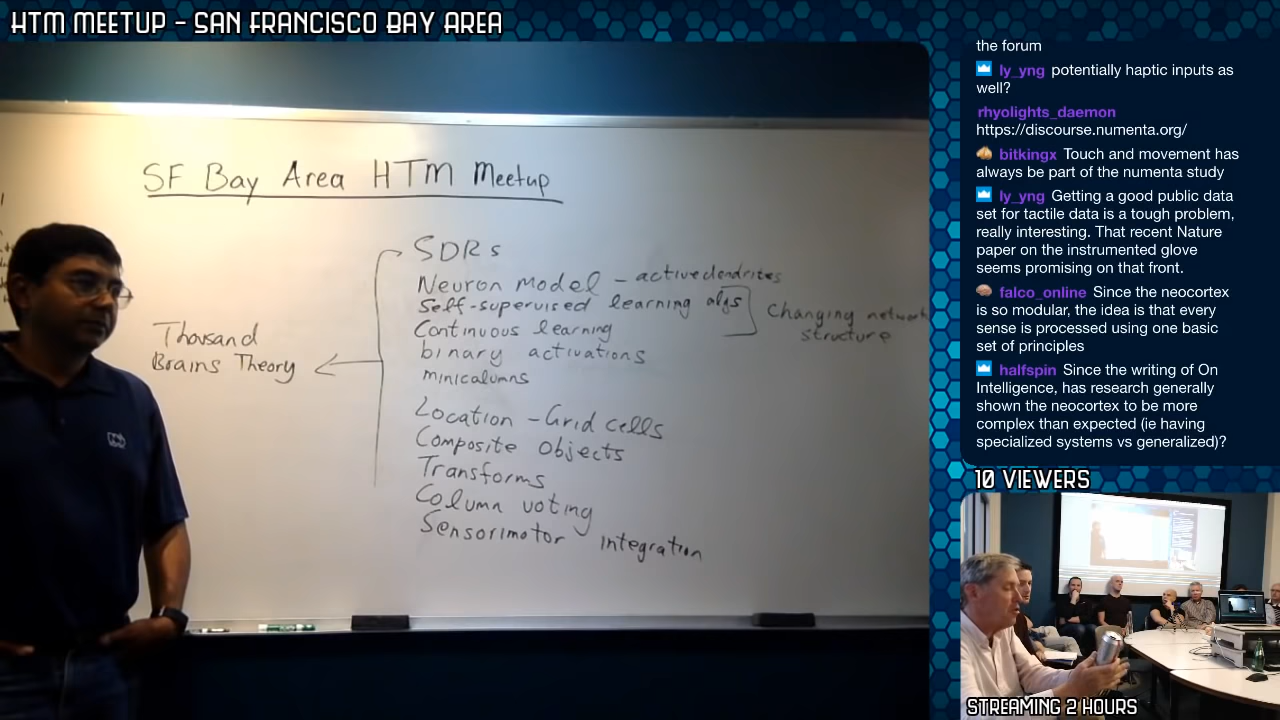 HTM MEETUP - SAN FRANCISCO BAY AREA
SF Bay Area HTM Meetup
SDRs
Neuron model - active dendrites
Self-supervised learning algs
Continuous learning
Changing network
structure
binary activations
minicolumns
Thousand
Brains Theory
Location - Grid cells
Composite Objects
Transforms
Column voting
Sensorimotor integration
the forum
ly_yng potentially haptic inputs as
well?
rhyolights_daemon
https://discourse.numenta.org/
bitkingx Touch and movement has
always be part of the numenta study
ly_yng Getting a good public data
set for tactile data is a tough problem,
really interesting. That recent Nature
paper on the instrumented glove
seems promising on that front.
falco_online Since the neocortex
is so modular, the idea is that every
sense is processed using one basic
set of principles
halfspin Since the writing of On
Intelligence, has research generally
shown the neocortex to be more
complex than expected (ie having
specialized systems vs generalized)?
10 VIEWERS
STREAMING 2 HOURS